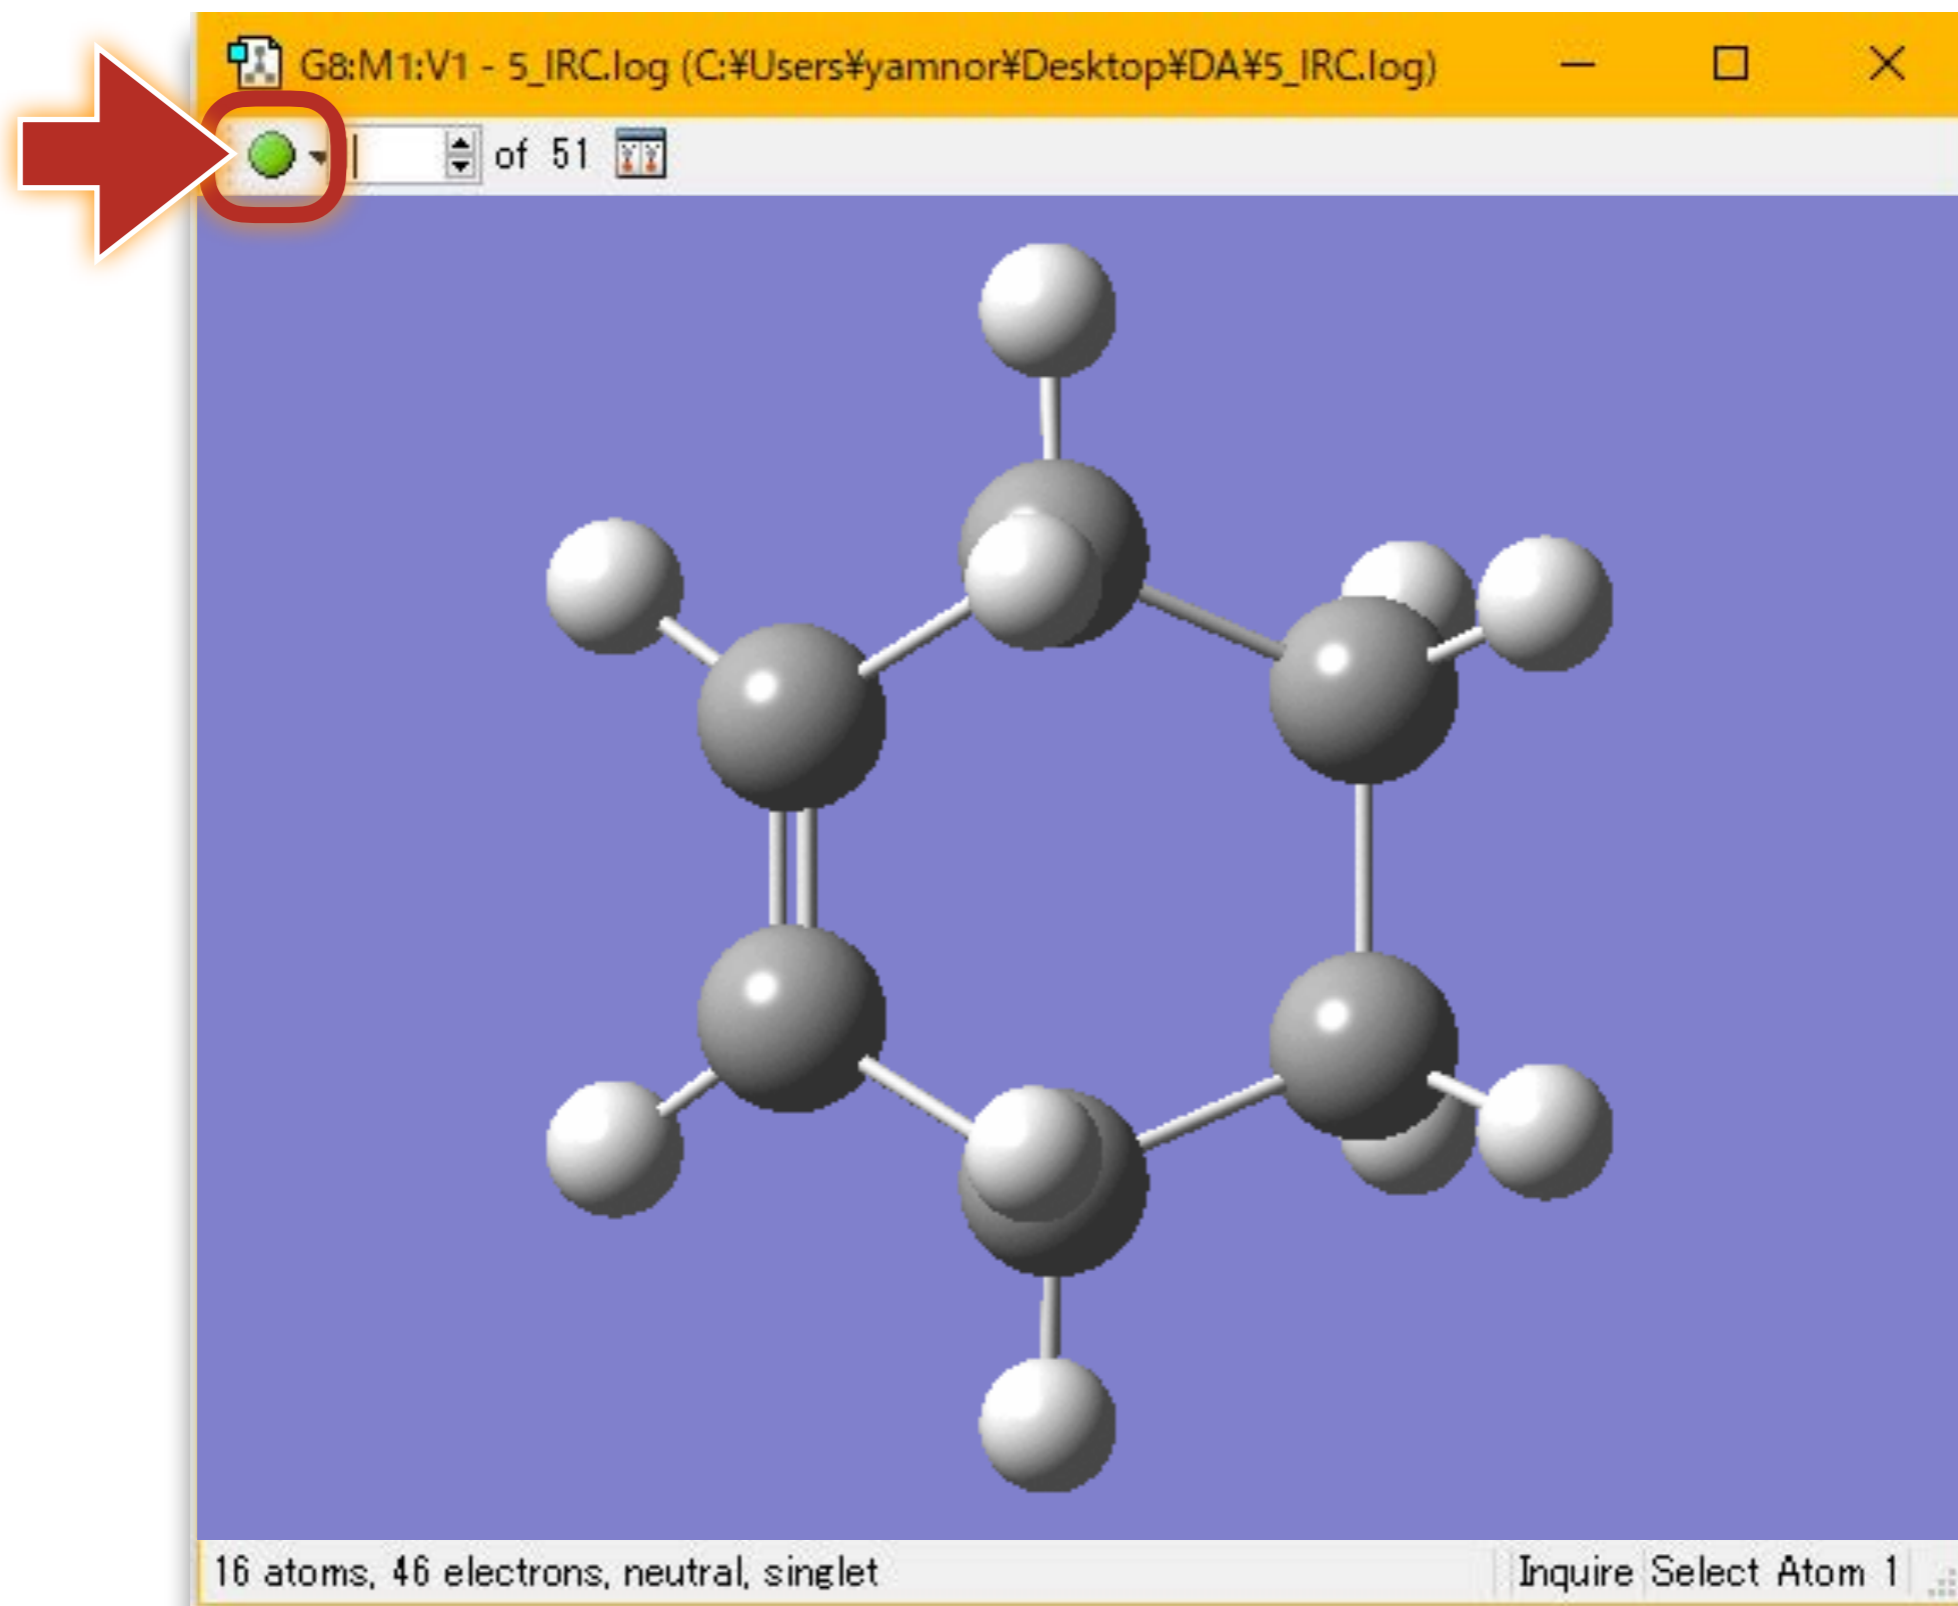 G8:M1:V1 - 5_IRC.log (C:¥Users¥yamnor¥Desktop¥DA¥5_IRC.log)
of 51
16 atoms, 46 electrons, neutral, singlet
Inquire Select Atom 1